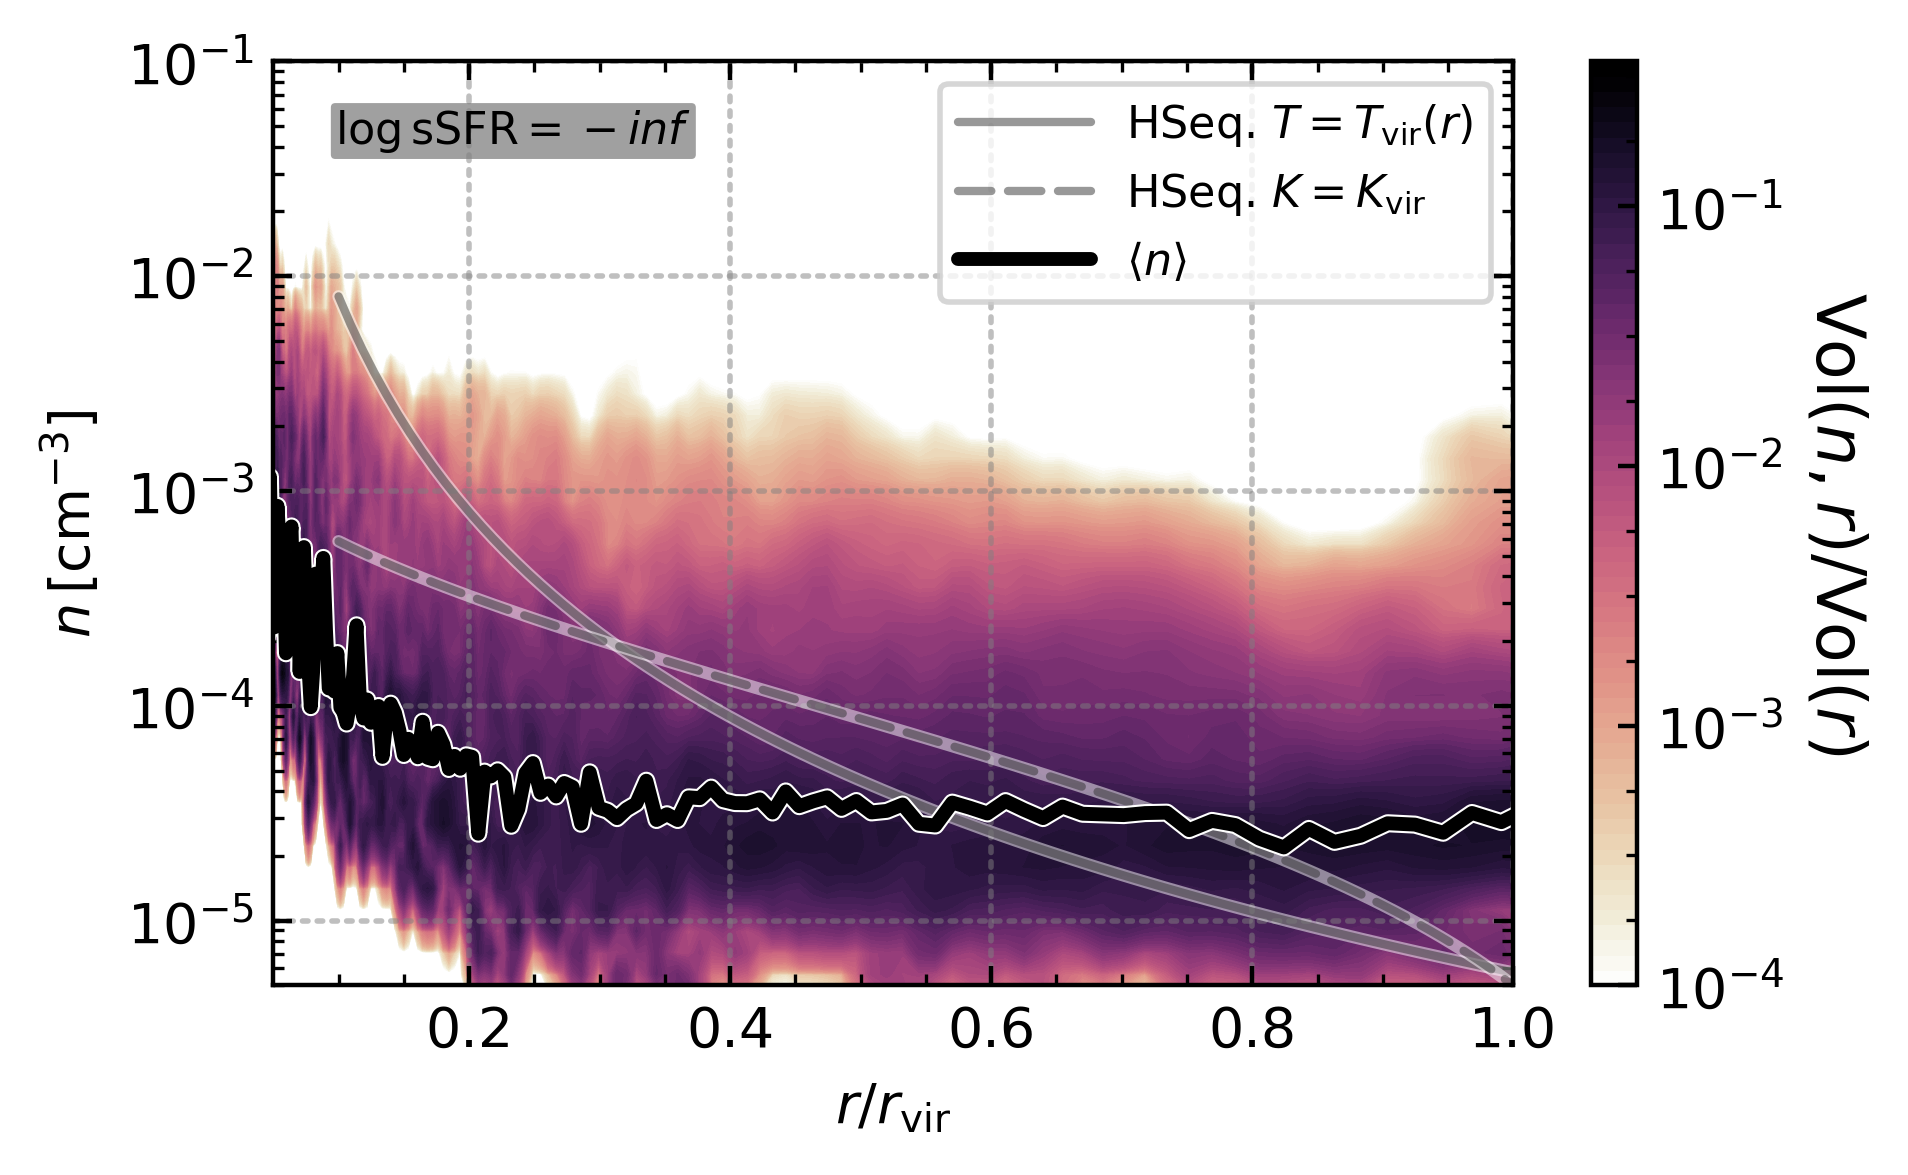 10⁻¹
10⁻²
10⁻³
10⁻⁴
10⁻⁵
n [cm⁻³]
log sSFR = −inf
HSeq. T = T_vir(r)
HSeq. K = K_vir
⟨n⟩
0.2 0.4 0.6 0.8 1.0
r/r_vir
10⁻¹
10⁻²
10⁻³
10⁻⁴
Vol(n, r)/Vol(r)